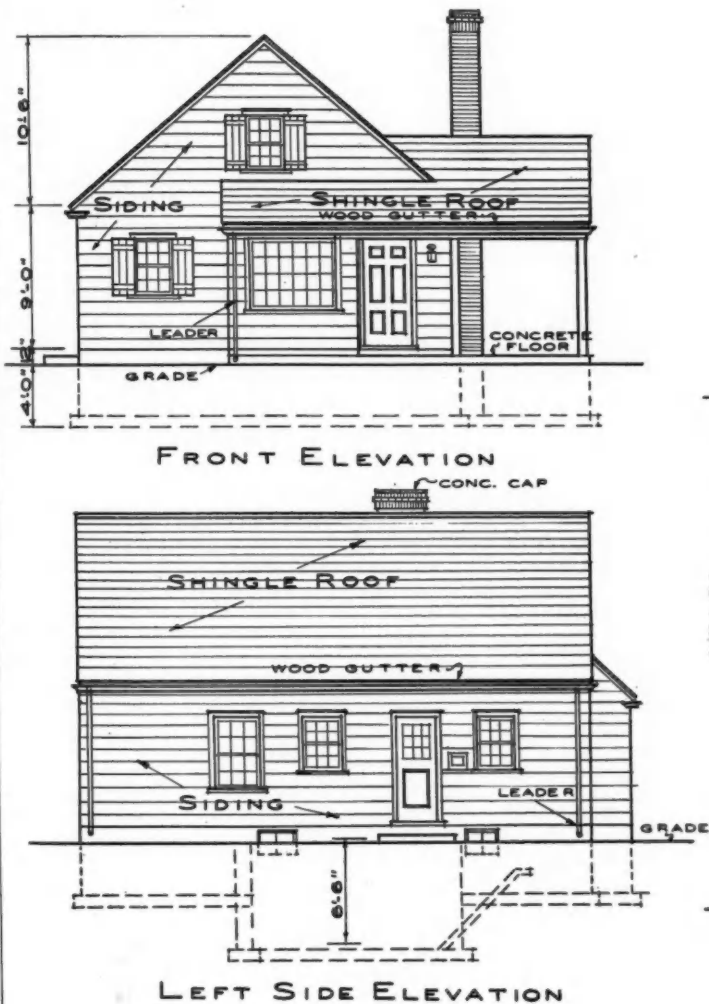 10'-6"
SIDING
SHINGLE ROOF
WOOD GUTTER
9'-0"
LEADER
CONCRETE
FLOOR
12"
GRADE
4'-0"
FRONT ELEVATION
CONC. CAP
SHINGLE ROOF
WOOD GUTTER
SIDING
LEADER
GRADE
6'-6"
LEFT SIDE ELEVATION